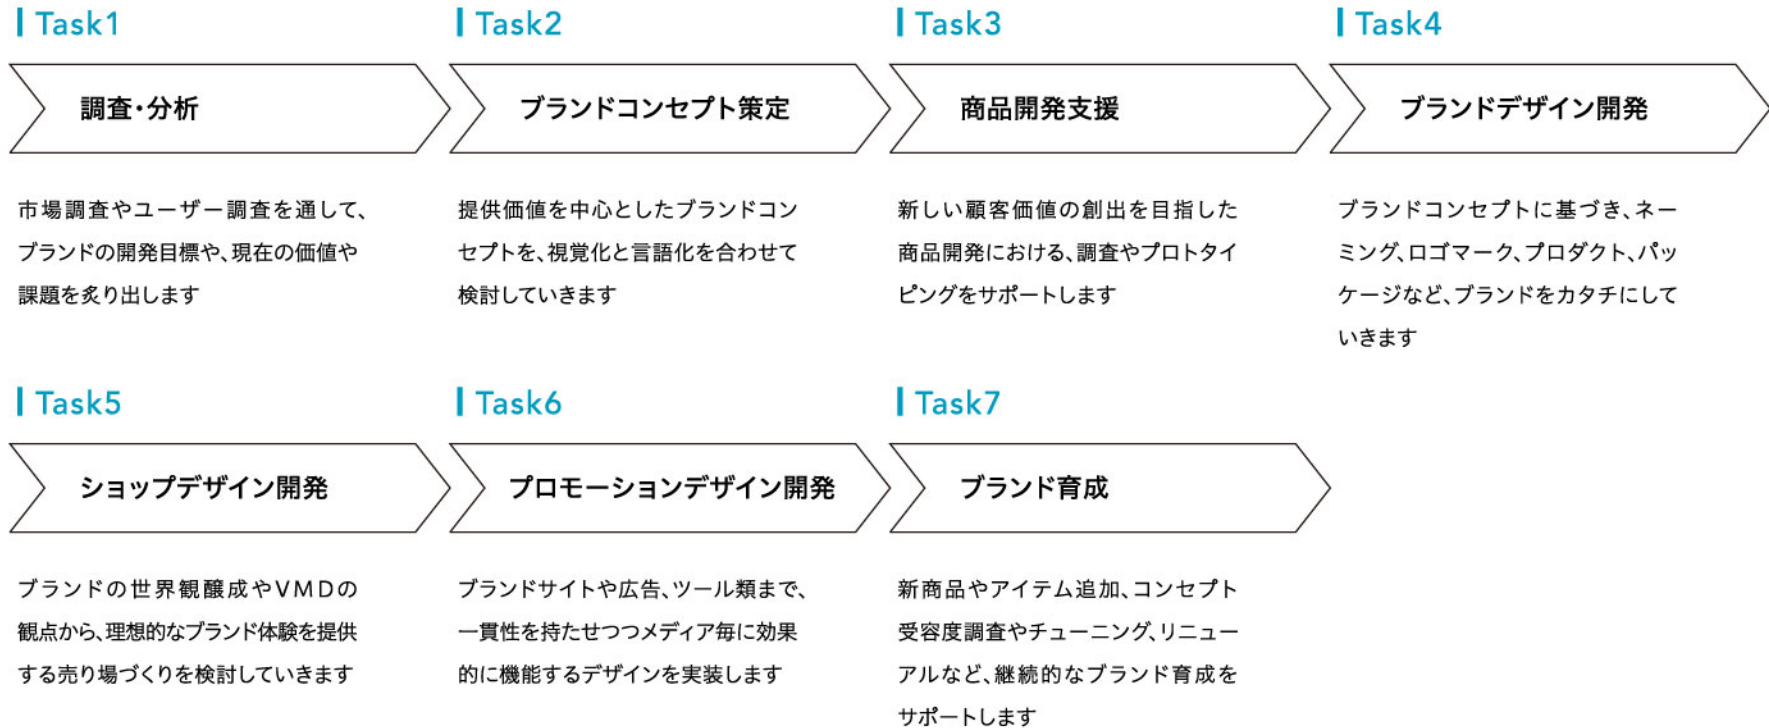 Task1
調査・分析
市場調査やユーザー調査を通して、
ブランドの開発目標や、現在の価値や
課題を炙り出します
Task2
ブランドコンセプト策定
提供価値を中心としたブランドコン
セプトを、視覚化と言語化を合わせて
検討していきます
Task3
商品開発支援
新しい顧客価値の創出を目指した
商品開発における、調査やプロトタイ
ピングをサポートします
Task4
ブランドデザイン開発
ブランドコンセプトに基づき、ネー
ミング、ロゴマーク、プロダクト、パッ
ケージなど、ブランドをカタチにして
いきます
Task5
ショップデザイン開発
ブランドの世界観醸成やVMDの
観点から、理想的なブランド体験を提供
する売り場づくりを検討していきます
Task6
プロモーションデザイン開発
ブランドサイトや広告、ツール類まで、
一貫性を持たせつつメディア毎に効果
的に機能するデザインを実装します
Task7
ブランド育成
新商品やアイテム追加、コンセプト
受容度調査やチューニング、リニュー
アルなど、継続的なブランド育成を
サポートします